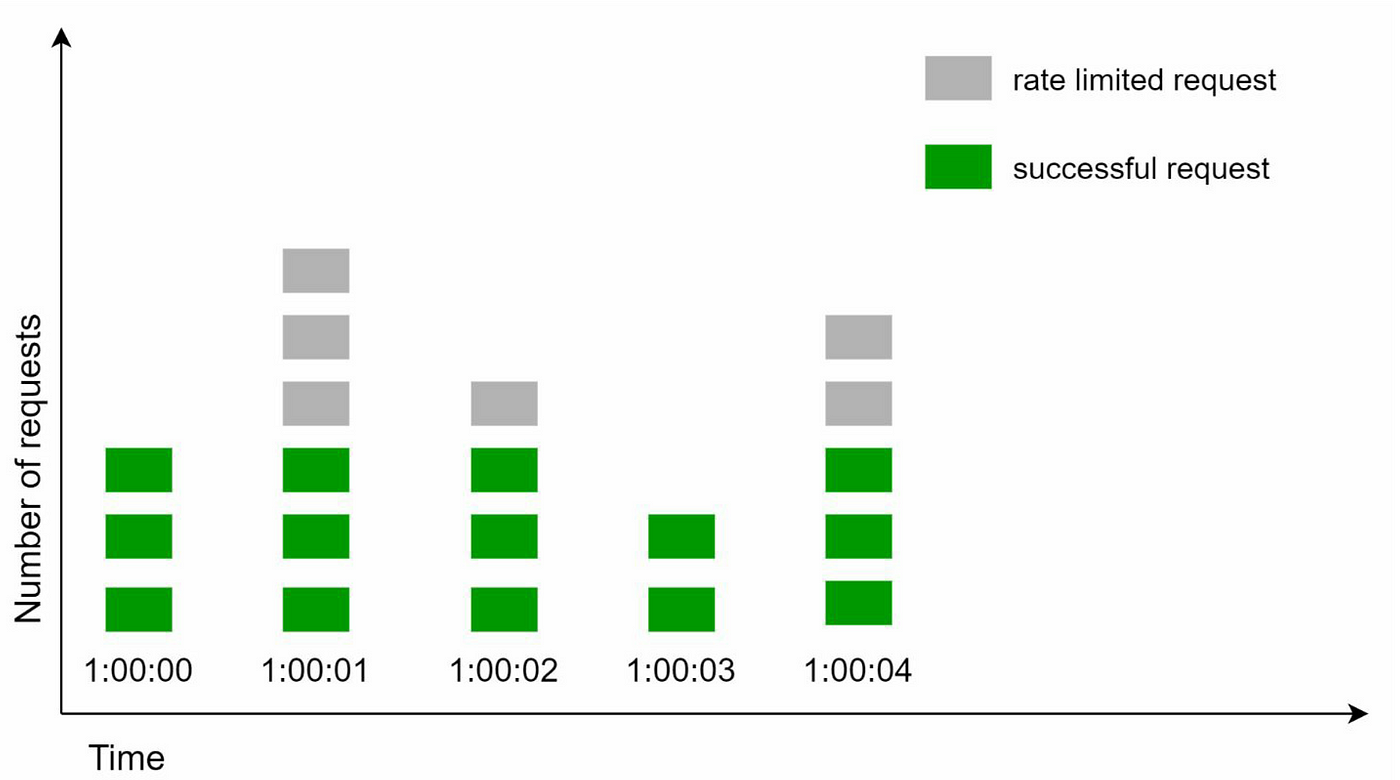 rate limited request
successful request
Number of requests
1:00:00 1:00:01 1:00:02 1:00:03 1:00:04
Time